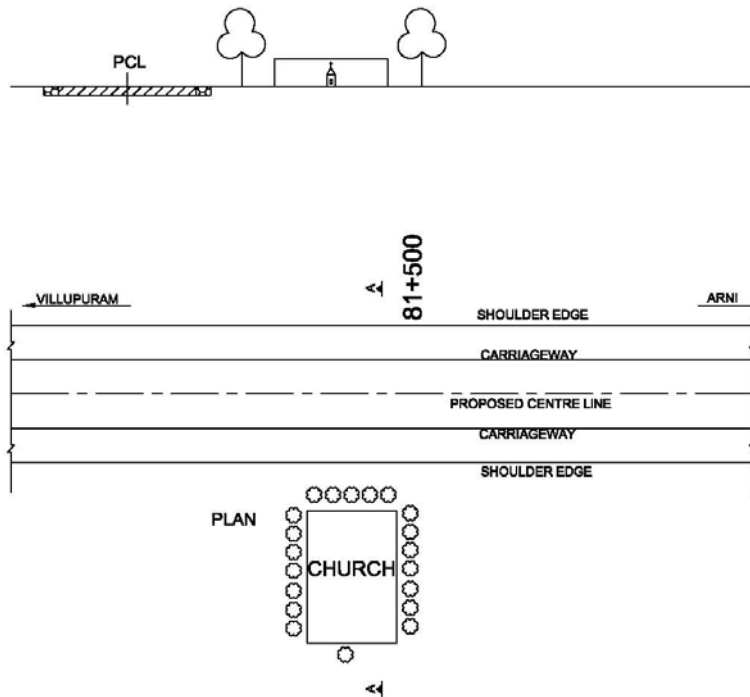 PCL
81+500
A
VILLUPURAM
ARNI
SHOULDER EDGE
CARRIAGEWAY
PROPOSED CENTRE LINE
CARRIAGEWAY
SHOULDER EDGE
PLAN
CHURCH
A